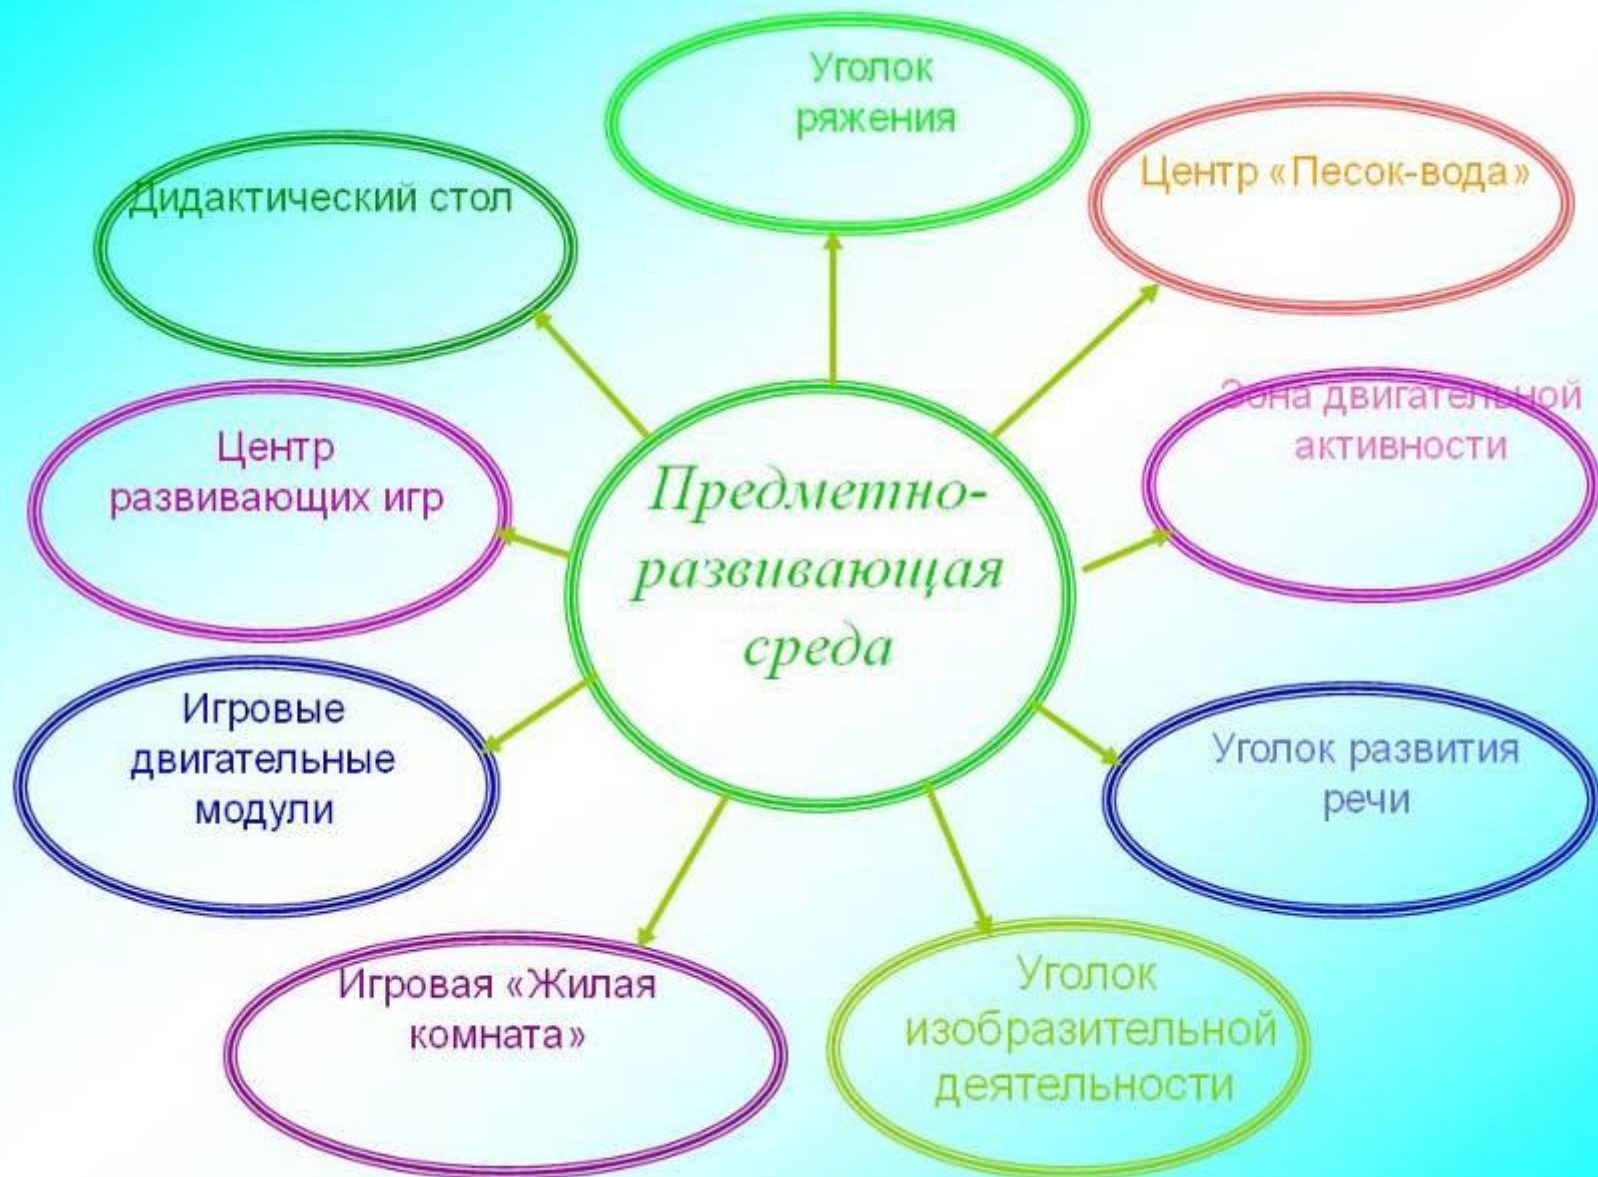 Уголок
ряжения
Центр «Песок-вода»
Дидактический стол
Зона двигательной
активности
Центр
развивающих игр
Предметно-
развивающая
среда
Игровые
двигательные
модули
Уголок развития
речи
Игровая «Жилая
комната»
Уголок
изобразительной
деятельности